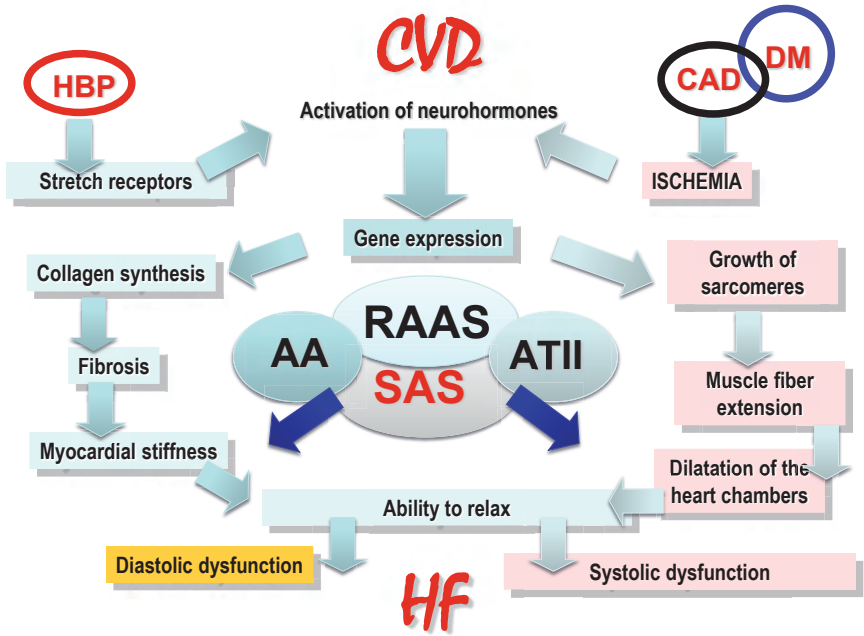 CVD
HBP
CAD
DM
Activation of neurohormones
Stretch receptors
ISCHEMIA
Gene expression
Collagen synthesis
Growth of
sarcomeres
RAAS
AA
ATII
SAS
Fibrosis
Muscle fiber
extension
Myocardial stiffness
Dilatation of the
heart chambers
Ability to relax
Diastolic dysfunction
Systolic dysfunction
HF